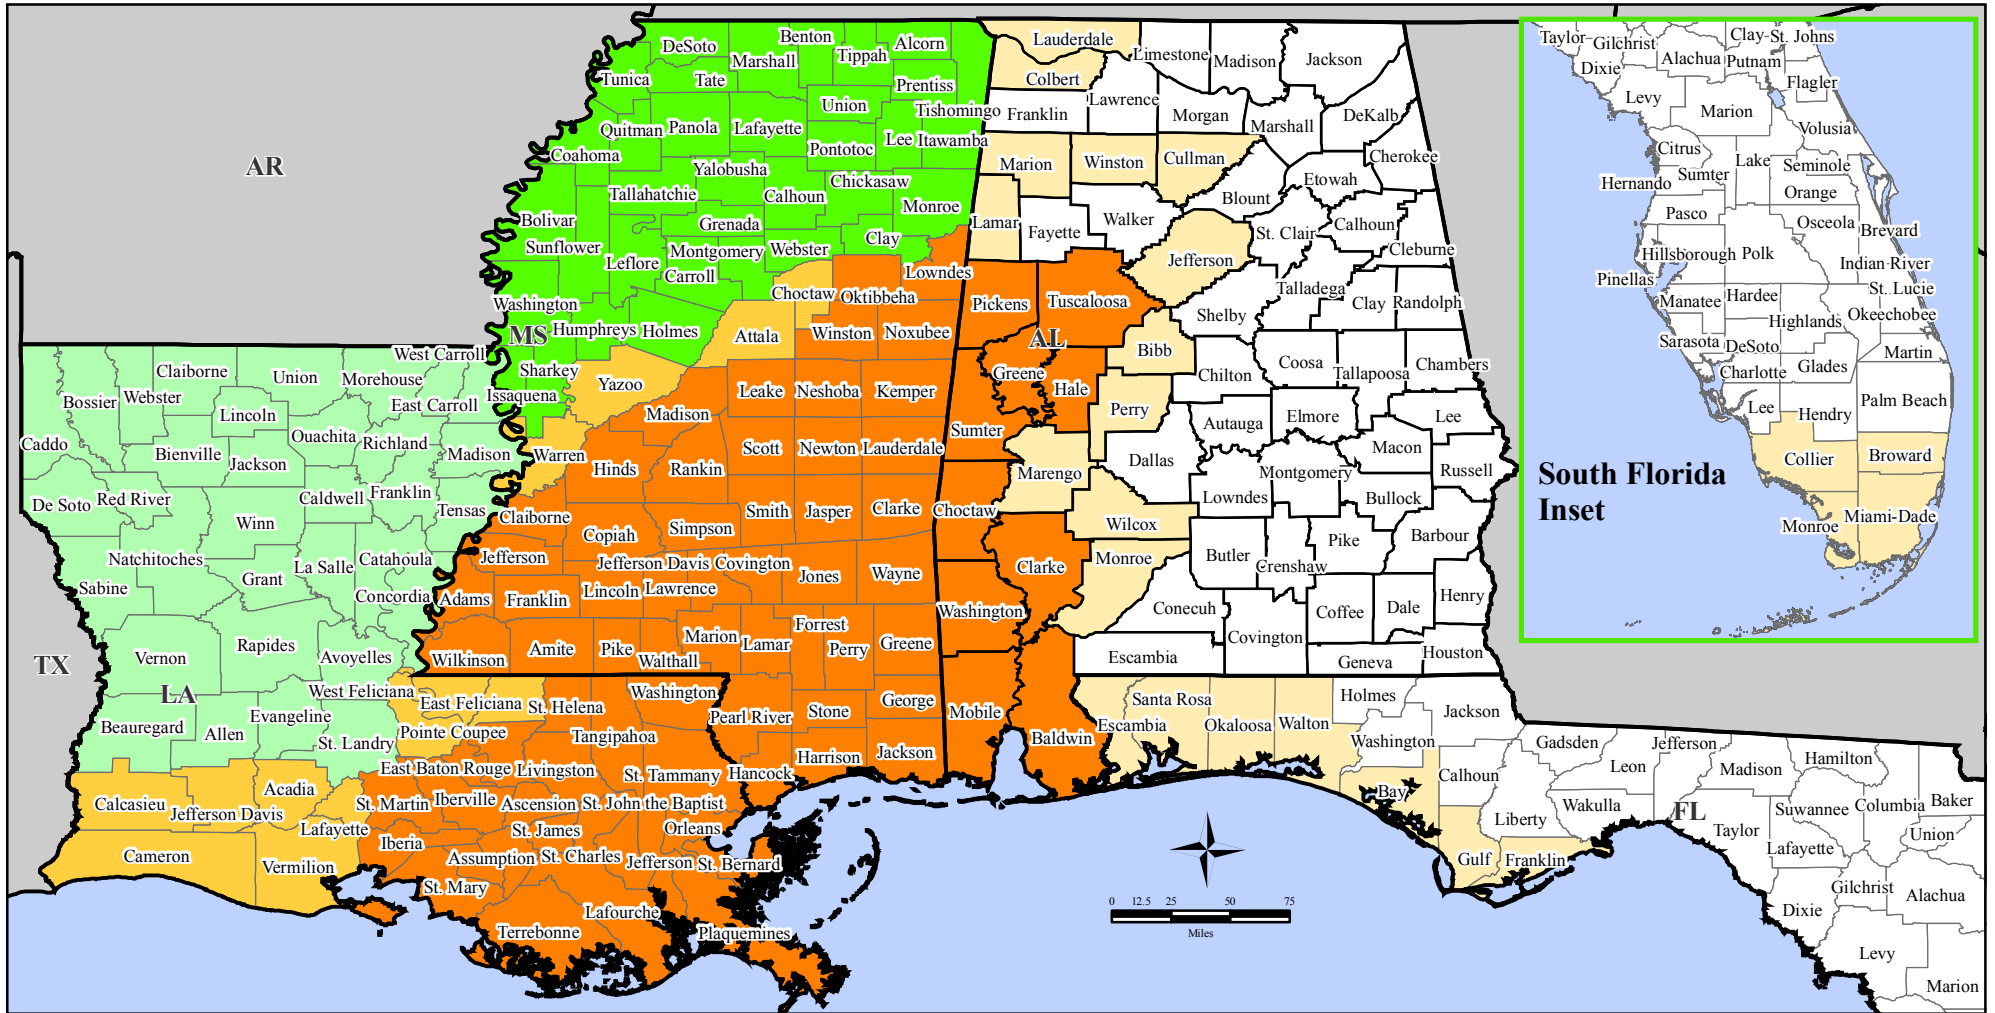 AR
TX
LA
MS
AL
FL
DeSoto
Benton
Alcorn
Marshall
Tippah
Tunica
Tate
Prentiss
Union
Tishomingo
Quitman
Panola
Lafayette
Coahoma
Pontotoc
Lee
Itawamba
Yalobusha
Tallahatchie
Calhoun
Chickasaw
Monroe
Bolivar
Grenada
Sunflower
Leflore
Montgomery
Webster
Clay
Carroll
Lowndes
Washington
Choctaw
Oktibbeha
Humphreys
Holmes
Attala
Winston
Noxubee
Sharkey
Issaquena
Yazoo
Leake
Neshoba
Kemper
Madison
Warren
Hinds
Rankin
Scott
Newton
Lauderdale
Claiborne
Copiah
Simpson
Smith
Jasper
Clarke
Jefferson
Jefferson Davis
Covington
Jones
Wayne
Adams
Franklin
Lincoln
Lawrence
Wilkinson
Amite
Pike
Walthall
Marion
Lamar
Forrest
Perry
Greene
Pearl River
Stone
George
Hancock
Harrison
Jackson
West Carroll
Claiborne
Union
Morehouse
Bossier
Webster
Lincoln
East Carroll
Caddo
Bienville
Jackson
Ouachita
Richland
Madison
De Soto
Red River
Winn
Caldwell
Franklin
Tensas
Natchitoches
Sabine
Grant
La Salle
Catahoula
Concordia
Vernon
Rapides
Avoyelles
Beauregard
Allen
Evangeline
St. Landry
West Feliciana
East Feliciana
St. Helena
Washington
Pointe Coupee
Tangipahoa
East Baton Rouge
Livingston
St. Tammany
Calcasieu
Jefferson Davis
Acadia
Lafayette
St. Martin
Iberville
Ascension
St. John the Baptist
Orleans
Cameron
Vermilion
Iberia
St. James
Assumption
St. Charles
Jefferson
St. Bernard
St. Mary
Lafourche
Terrebonne
Plaquemines
Lauderdale
Limestone
Madison
Jackson
Colbert
Franklin
Lawrence
Morgan
Marshall
DeKalb
Marion
Winston
Cullman
Cherokee
Etowah
Blount
Lamar
Fayette
Walker
St. Clair
Calhoun
Cleburne
Jefferson
Pickens
Tuscaloosa
Talladega
Clay
Randolph
Shelby
Bibb
Greene
Hale
Chilton
Coosa
Tallapoosa
Chambers
Perry
Sumter
Autauga
Elmore
Lee
Macon
Dallas
Marengo
Montgomery
Russell
Lowndes
Bullock
Choctaw
Wilcox
Butler
Crenshaw
Pike
Barbour
Clarke
Monroe
Conecuh
Coffee
Dale
Henry
Washington
Covington
Escambia
Geneva
Houston
Mobile
Baldwin
Santa Rosa
Escambia
Okaloosa
Walton
Holmes
Jackson
Washington
Bay
Calhoun
Gadsden
Jefferson
Leon
Madison
Hamilton
Liberty
Wakulla
Gulf
Franklin
Taylor
Suwannee
Columbia
Baker
Union
Lafayette
Gilchrist
Alachua
Dixie
Levy
Marion
0 12.5 25 50 75
Miles
South Florida
Inset
Taylor
Gilchrist
Clay
St. Johns
Dixie
Alachua
Putnam
Flagler
Levy
Marion
Volusia
Citrus
Sumter
Lake
Seminole
Hernando
Orange
Pasco
Osceola
Brevard
Hillsborough
Polk
Pinellas
Indian River
Manatee
Hardee
St. Lucie
Highlands
Okeechobee
Sarasota
DeSoto
Martin
Charlotte
Glades
Lee
Hendry
Palm Beach
Collier
Broward
Monroe
Miami-Dade